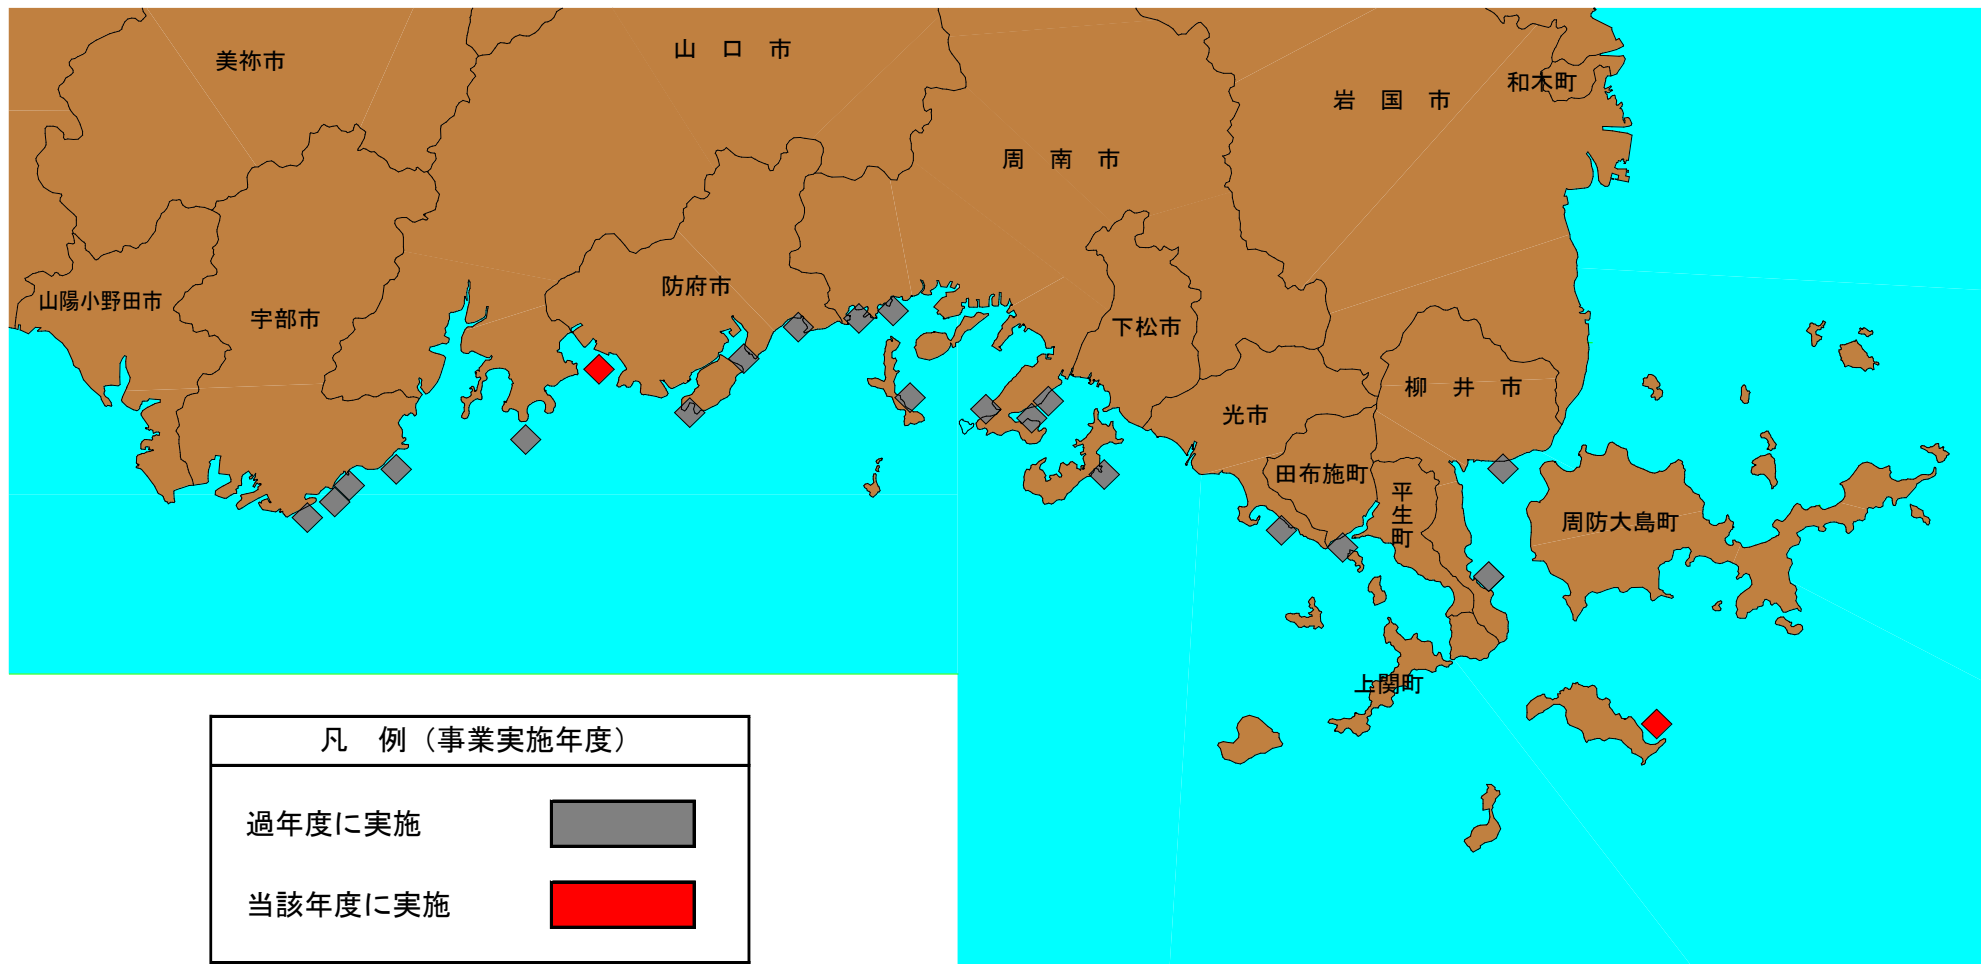 美祢市
山　口　市
和木町
岩　国　市
周　南　市
防府市
山陽小野田市
宇部市
下松市
柳　井　市
光市
田布施町
平生町
周防大島町
上関町
凡　例（事業実施年度）
過年度に実施
当該年度に実施